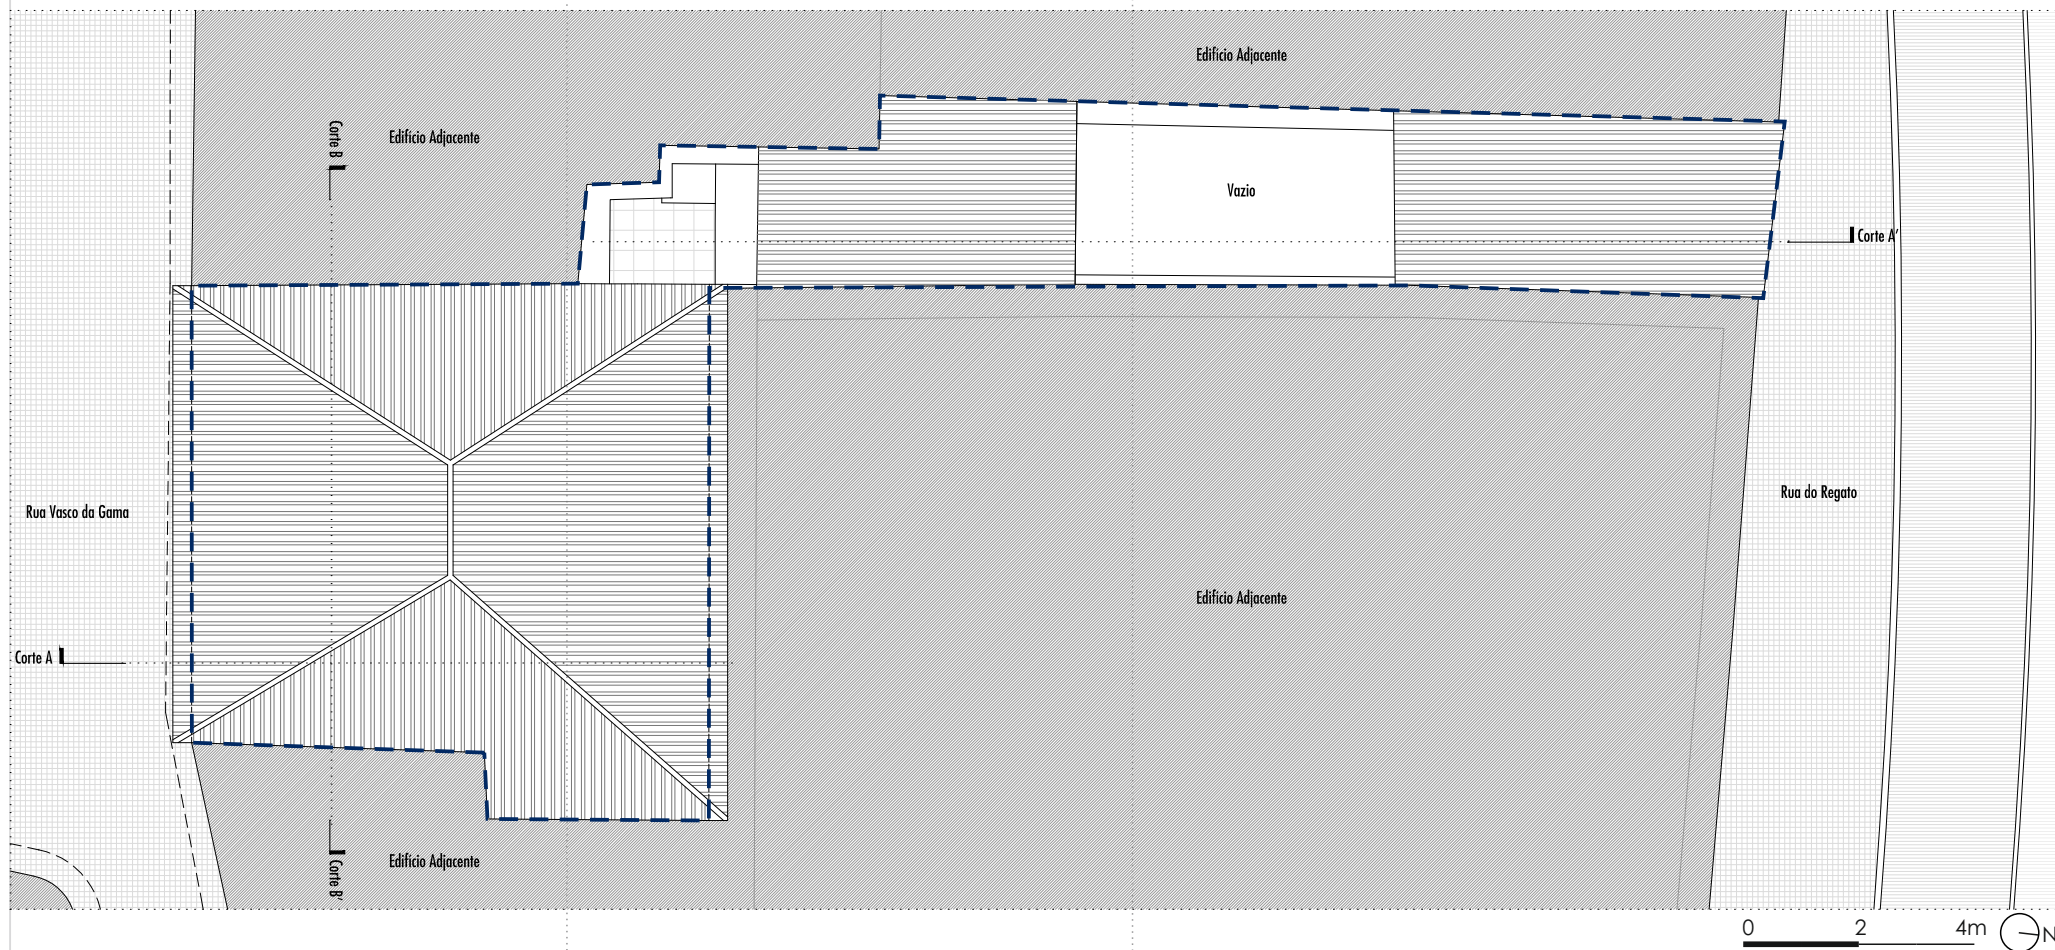 Edifício Adjacente
Corte B
Edifício Adjacente
Vazio
Corte A'
Rua Vasco da Gama
Rua do Regato
Edifício Adjacente
Corte A
Edifício Adjacente
Corte B'
0 2 4m
N